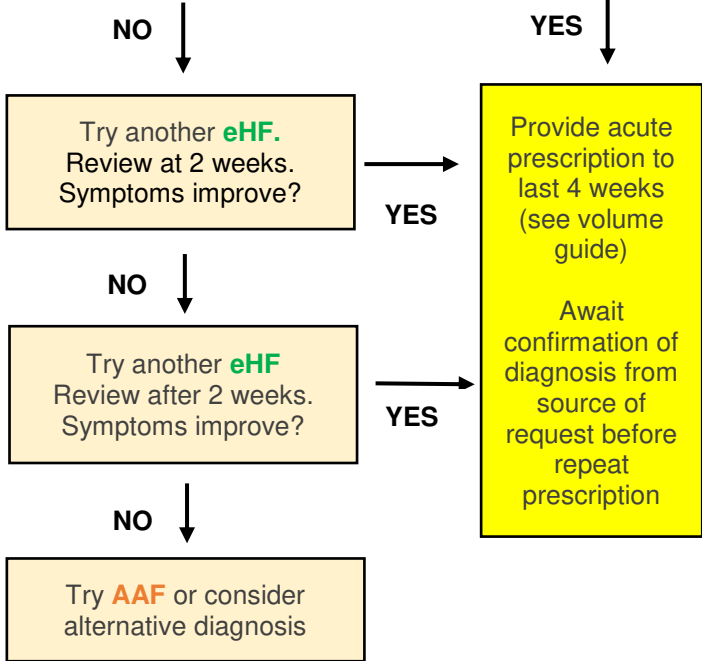 NO
YES
Try another eHF.
Review at 2 weeks.
Symptoms improve?
YES
Provide acute
prescription to
last 4 weeks
(see volume
guide)
Await
confirmation of
diagnosis from
source of
request before
repeat
prescription
NO
Try another eHF
Review after 2 weeks.
Symptoms improve?
YES
NO
Try AAF or consider
alternative diagnosis